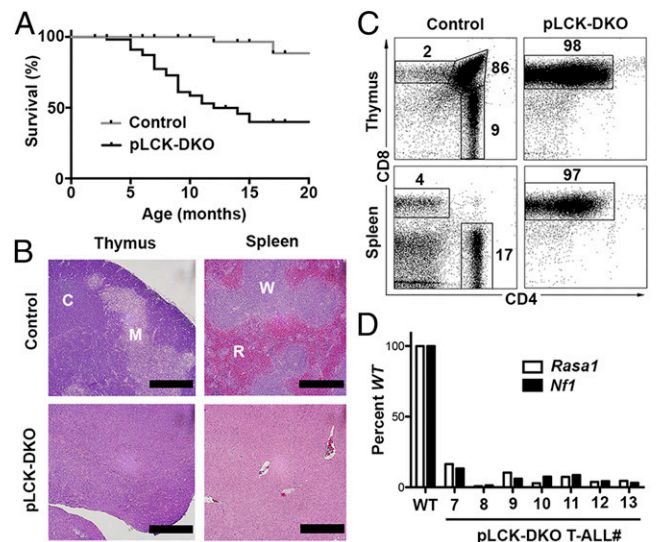 A
Survival (%)
100
50
0
Control
pLCK-DKO
0 5 10 15 20
Age (months)
B
Thymus Spleen
Control
C
M
W
R
pLCK-DKO
C
Control pLCK-DKO
Thymus
2
86
9
98
CD8
Spleen
4
17
97
CD4
D
Percent WT
100
50
0
Rasa1
Nf1
WT 7 8 9 10 11 12 13
pLCK-DKO T-ALL#